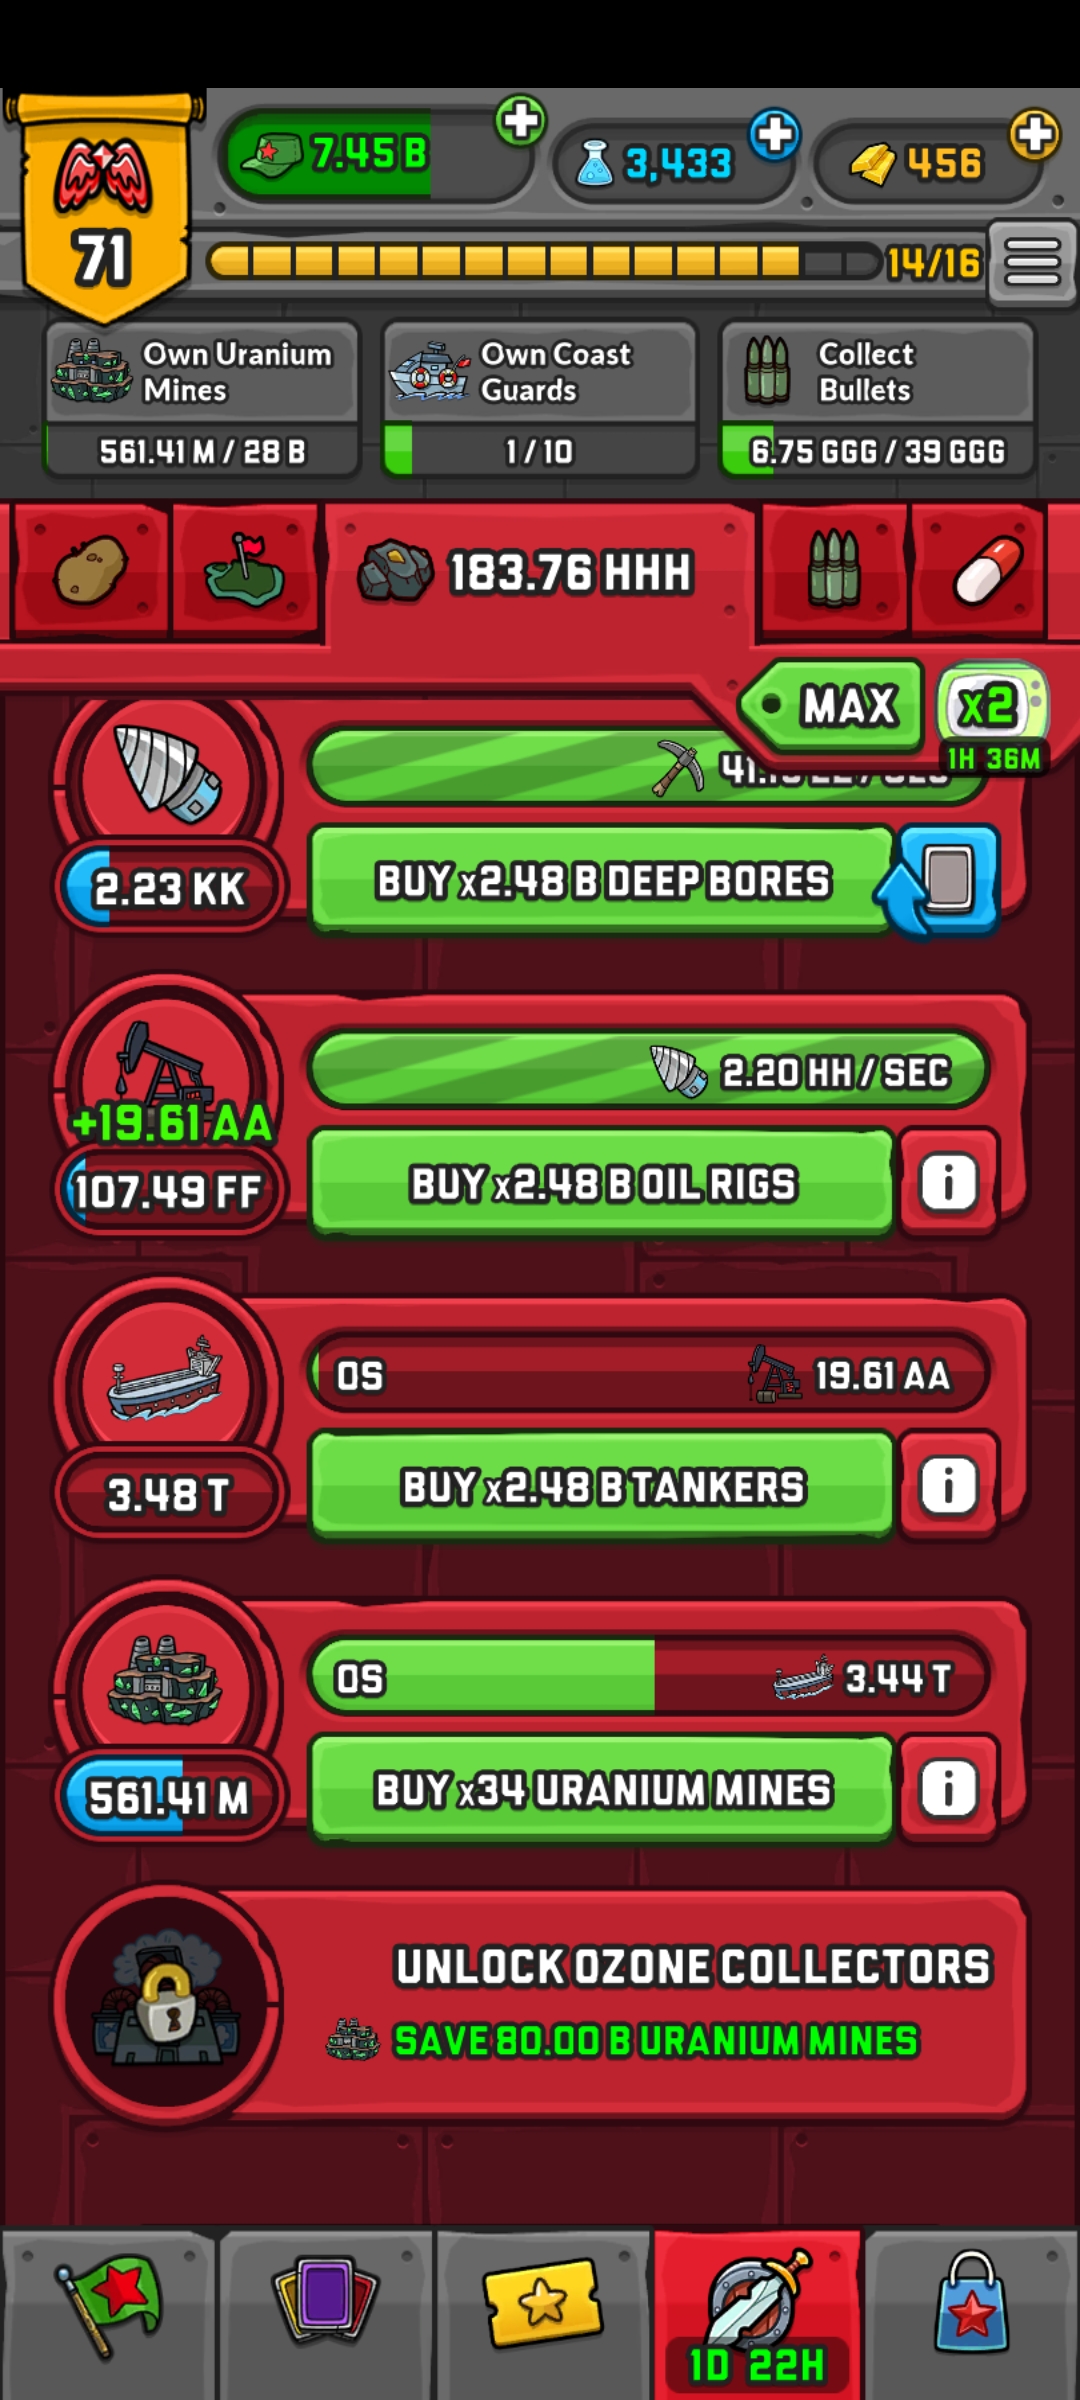 7.45 B
3,433
456
71
14/16
Own Uranium
Mines
561.41 M / 28 B
Own Coast
Guards
1 / 10
Collect
Bullets
6.75 GGG / 39 GGG
183.76 HHH
MAX
x2
1H 36M
2.23 KK
BUY x2.48 B DEEP BORES
2.20 HH / SEC
+19.61 AA
107.49 FF
BUY x2.48 B OIL RIGS
0S
19.61 AA
3.48 T
BUY x2.48 B TANKERS
0S
3.44 T
561.41 M
BUY x34 URANIUM MINES
UNLOCK OZONE COLLECTORS
SAVE 80.00 B URANIUM MINES
1D 22H